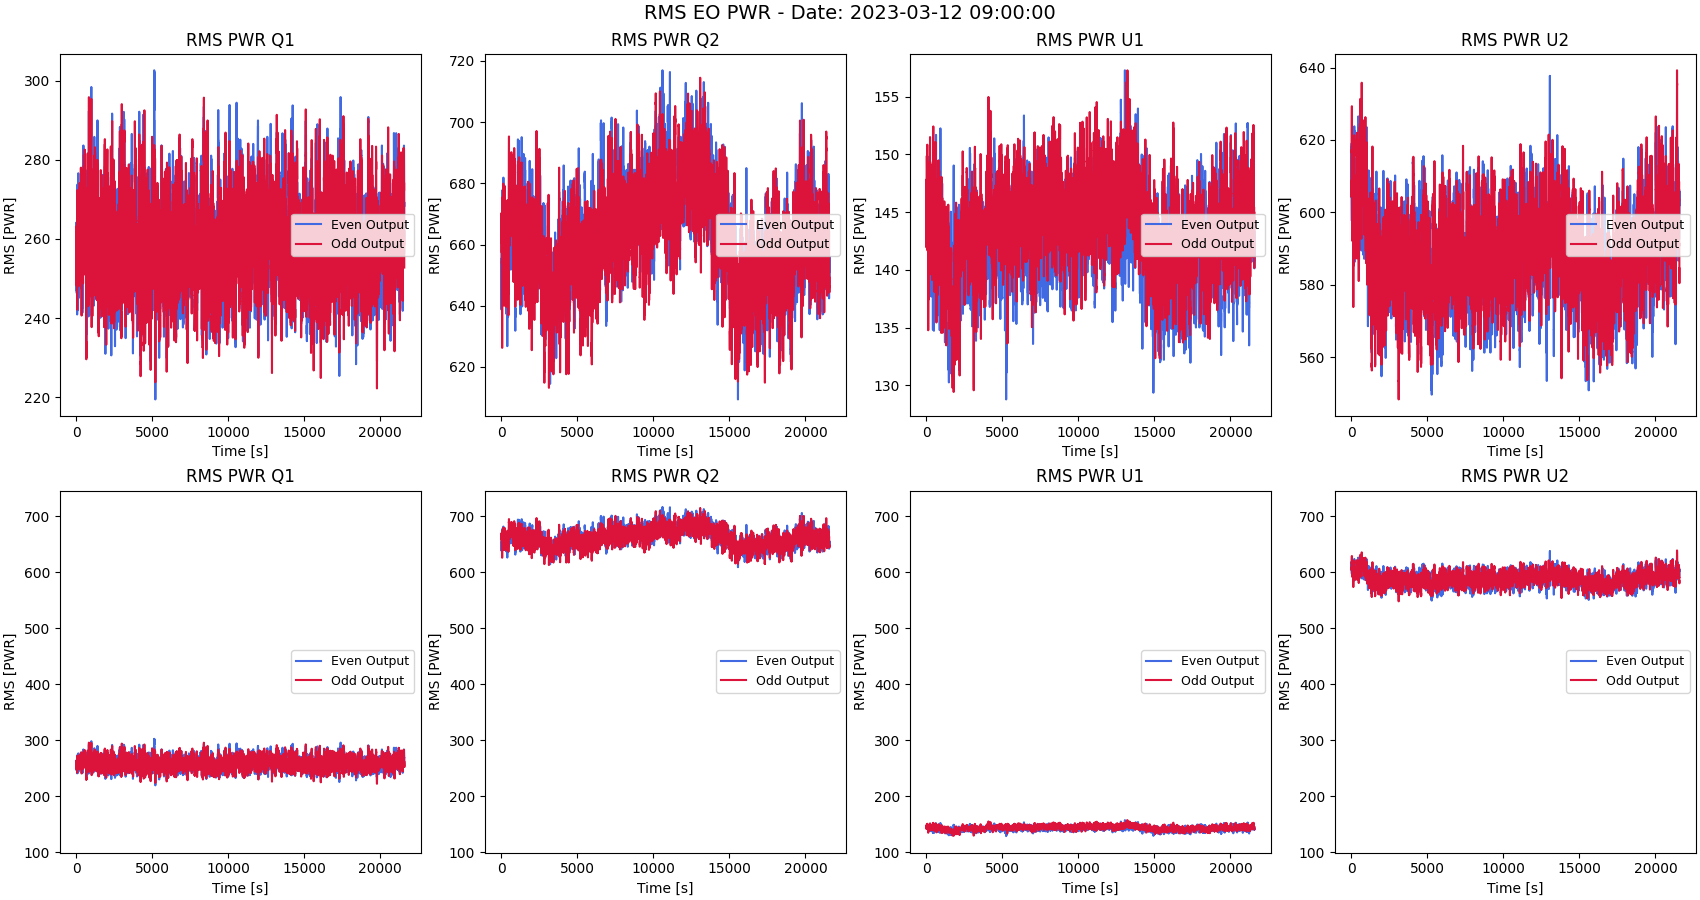 RMS EO PWR - Date: 2023-03-12 09:00:00
RMS PWR Q1
RMS [PWR]
300
280
260
240
220
0 5000 10000 15000 20000
Time [s]
Even Output
Odd Output
RMS PWR Q2
RMS [PWR]
720
700
680
660
640
620
0 5000 10000 15000 20000
Time [s]
Even Output
Odd Output
RMS PWR U1
RMS [PWR]
155
150
145
140
135
130
0 5000 10000 15000 20000
Time [s]
Even Output
Odd Output
RMS PWR U2
RMS [PWR]
640
620
600
580
560
0 5000 10000 15000 20000
Time [s]
Even Output
Odd Output
RMS PWR Q1
RMS [PWR]
700
600
500
400
300
200
100
0 5000 10000 15000 20000
Time [s]
Even Output
Odd Output
RMS PWR Q2
RMS [PWR]
700
600
500
400
300
200
100
0 5000 10000 15000 20000
Time [s]
Even Output
Odd Output
RMS PWR U1
RMS [PWR]
700
600
500
400
300
200
100
0 5000 10000 15000 20000
Time [s]
Even Output
Odd Output
RMS PWR U2
RMS [PWR]
700
600
500
400
300
200
100
0 5000 10000 15000 20000
Time [s]
Even Output
Odd Output